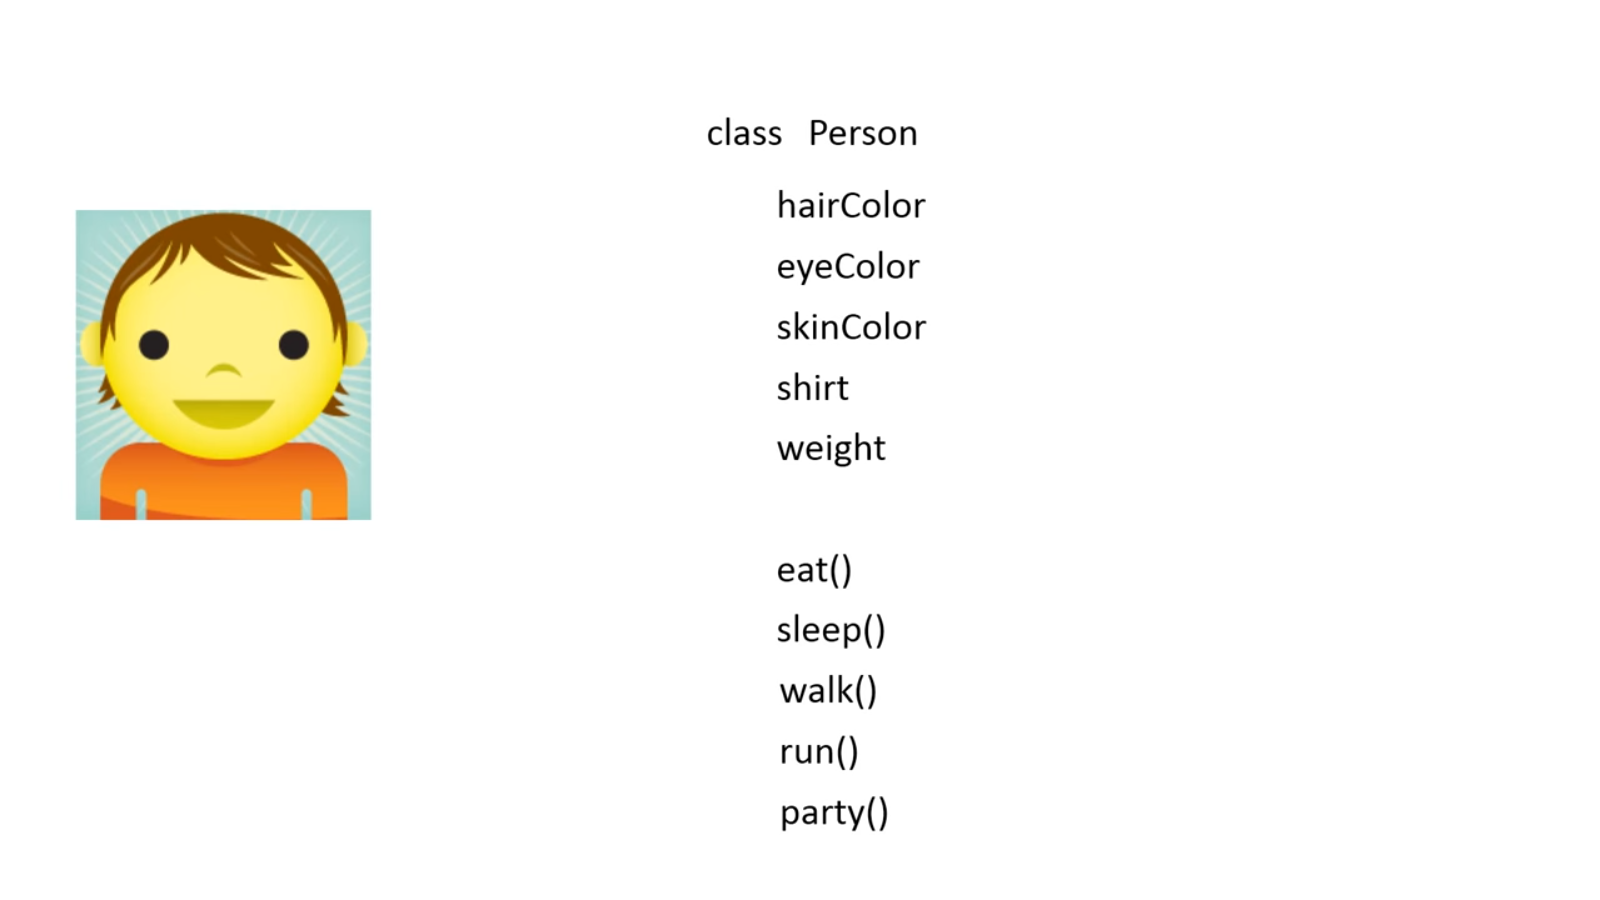 class Person
hairColor
eyeColor
skinColor
shirt
weight
eat()
sleep()
walk()
run()
party()